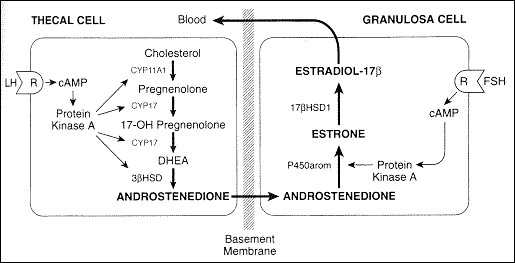 THECAL CELL
Blood
GRANULOSA CELL
Cholesterol
CYP11A1
LH
R
cAMP
Pregnenolone
CYP17
Protein
Kinase A
17-OH Pregnenolone
CYP17
DHEA
3βHSD
ANDROSTENEDIONE
ESTRADIOL-17β
17βHSD1
R
FSH
cAMP
ESTRONE
P450arom
Protein
Kinase A
ANDROSTENEDIONE
Basement
Membrane